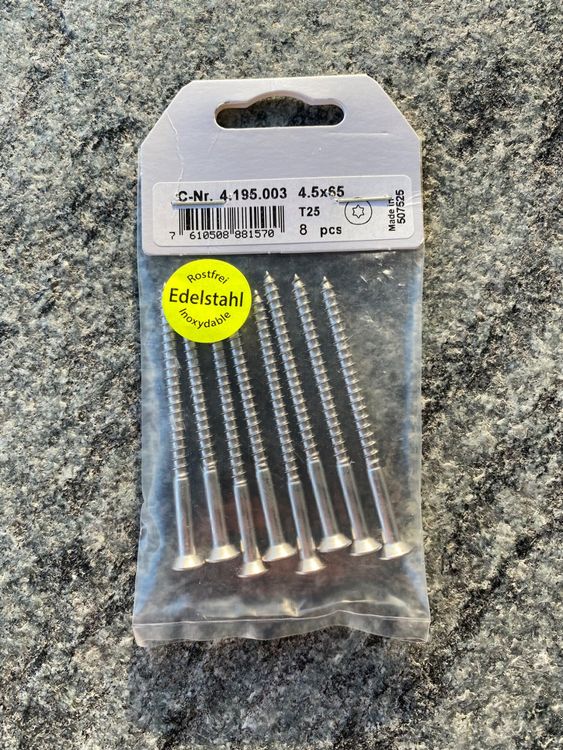 C-Nr. 4.195.003 4.5x65
T25
7 610508 881570 8 pcs
Made in
507525
Rostfrei
Edelstahl
Inoxydable